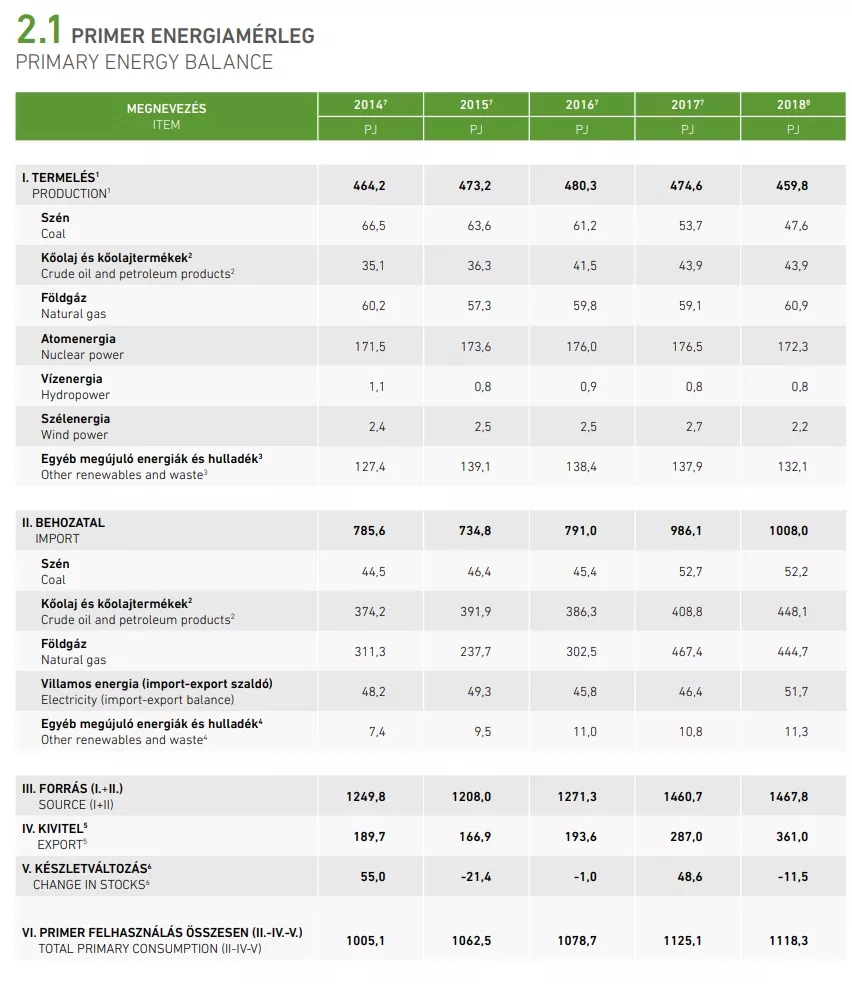 2.1 PRIMER ENERGIAMÉRLEG
PRIMARY ENERGY BALANCE
MEGNEVEZÉS 2014⁷ 2015⁷ 2016⁷ 2017⁷ 2018⁸
ITEM PJ PJ PJ PJ PJ
I. TERMELÉS¹ 464,2 473,2 480,3 474,6 459,8
PRODUCTION¹
Szén 66,5 63,6 61,2 53,7 47,6
Coal
Kőolaj és kőolajtermékek² 35,1 36,3 41,5 43,9 43,9
Crude oil and petroleum products²
Földgáz 60,2 57,3 59,8 59,1 60,9
Natural gas
Atomenergia 171,5 173,6 176,0 176,5 172,3
Nuclear power
Vízenergia 1,1 0,8 0,9 0,8 0,8
Hydropower
Szélenergia 2,4 2,5 2,5 2,7 2,2
Wind power
Egyéb megújuló energiák és hulladék³ 127,4 139,1 138,4 137,9 132,1
Other renewables and waste³
II. BEHOZATAL 785,6 734,8 791,0 986,1 1008,0
IMPORT
Szén 44,5 46,4 45,4 52,7 52,2
Coal
Kőolaj és kőolajtermékek² 374,2 391,9 386,3 408,8 448,1
Crude oil and petroleum products²
Földgáz 311,3 237,7 302,5 467,4 444,7
Natural gas
Villamos energia (import-export szaldó) 48,2 49,3 45,8 46,4 51,7
Electricity (import-export balance)
Egyéb megújuló energiák és hulladék⁴ 7,4 9,5 11,0 10,8 11,3
Other renewables and waste⁴
III. FORRÁS (I.+II.) 1249,8 1208,0 1271,3 1460,7 1467,8
SOURCE (I+II)
IV. KIVITEL⁵ 189,7 166,9 193,6 287,0 361,0
EXPORT⁵
V. KÉSZLETVÁLTOZÁS⁶ 55,0 -21,4 -1,0 48,6 -11,5
CHANGE IN STOCKS⁶
VI. PRIMER FELHASZNÁLÁS ÖSSZESEN (II.-IV.-V.) 1005,1 1062,5 1078,7 1125,1 1118,3
TOTAL PRIMARY CONSUMPTION (II-IV-V)